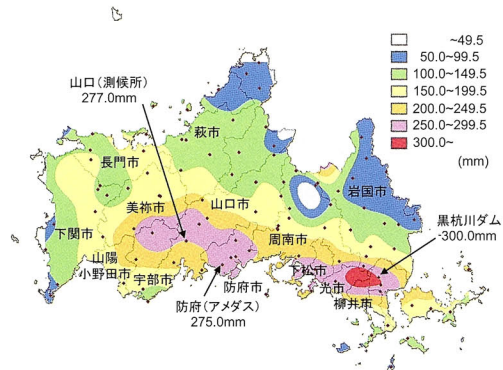 ~49.5
50.0~99.5
100.0~149.5
150.0~199.5
200.0~249.5
250.0~299.5
300.0~
(mm)
山口(測候所)
277.0mm
萩市
長門市
岩国市
美祢市
山口市
黒杭川ダム
300.0mm
下関市
周南市
山陽
小野田市
宇部市
下松市
光市
柳井市
防府市
防府(アメダス)
275.0mm